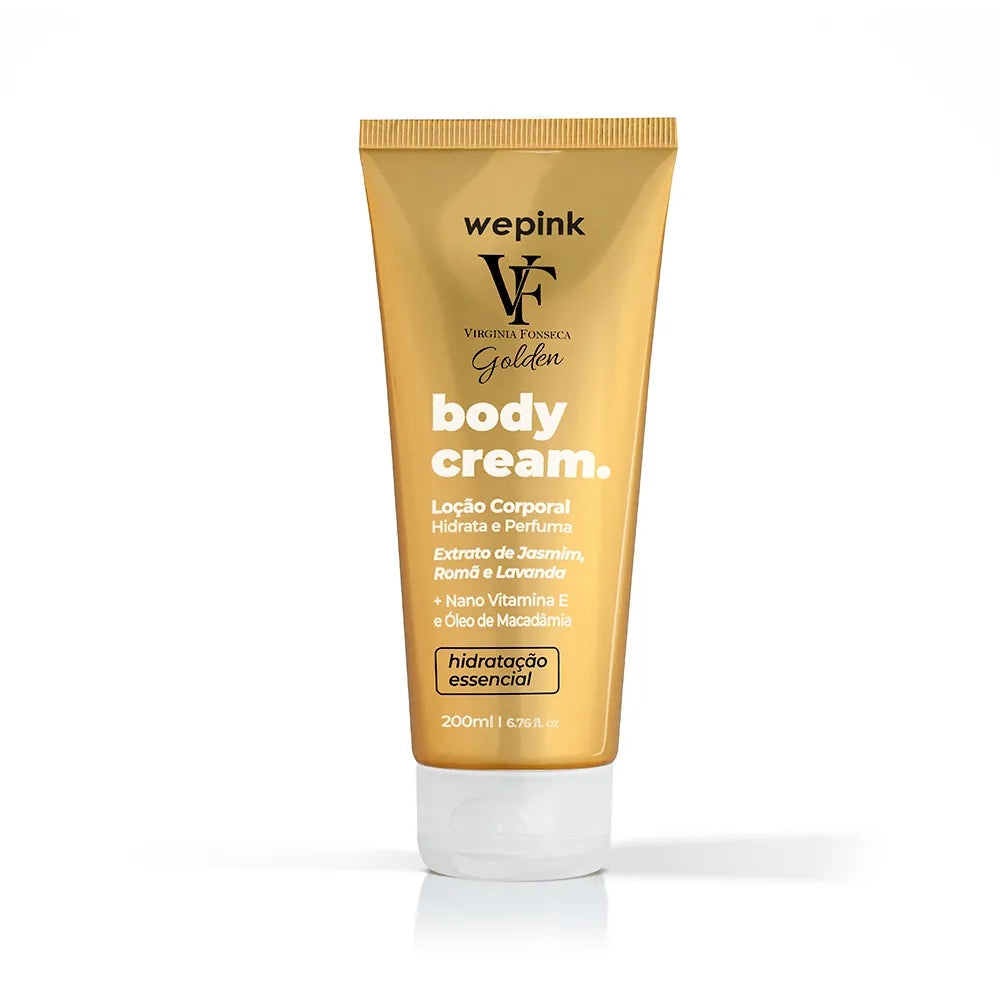 wepink
VF
VIRGINIA FONSECA
Golden
body
cream.
Loção Corporal
Hidrata e Perfuma
Extrato de Jasmim,
Romã e Lavanda
+ Nano Vitamina E
e Óleo de Macadâmia
hidratação
essencial
200ml | 6.76 fl. oz